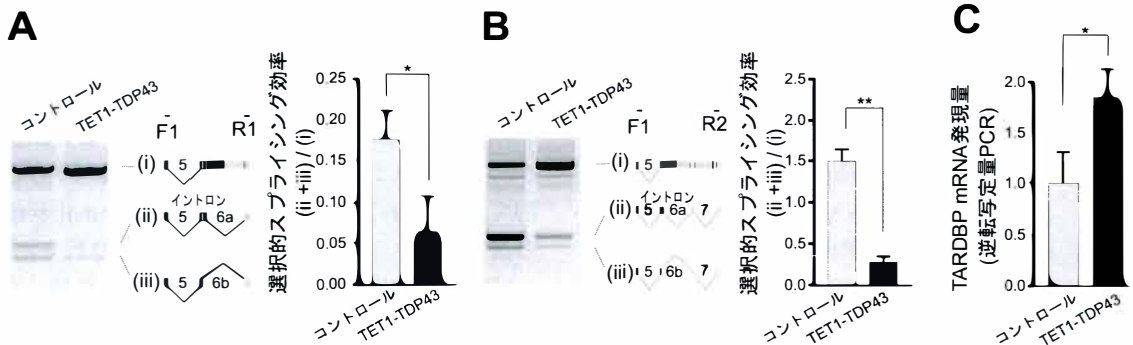 A
コントロール
TET1-TDP43
F1
R1
(i) 5
イントロン
(ii) 5 6a
(iii) 5 6b
選択的スプライシング効率
(ii +iii) / (i)
0.25
0.20
0.15
0.10
0.05
0.00
*
コントロール
TET1-TDP43
B
コントロール
TET1-TDP43
F1
R2
(i) 5
イントロン
(ii) 5 6a 7
(iii) 5 6b 7
選択的スプライシング効率
(ii +iii) / (i)
2.5
2.0
1.5
1.0
0.5
0.0
**
コントロール
TET1-TDP43
C
TARDBP mRNA発現量
(逆転写定量PCR)
2.0
1.5
1.0
0.5
0.0
*
コントロール
TET1-TDP43